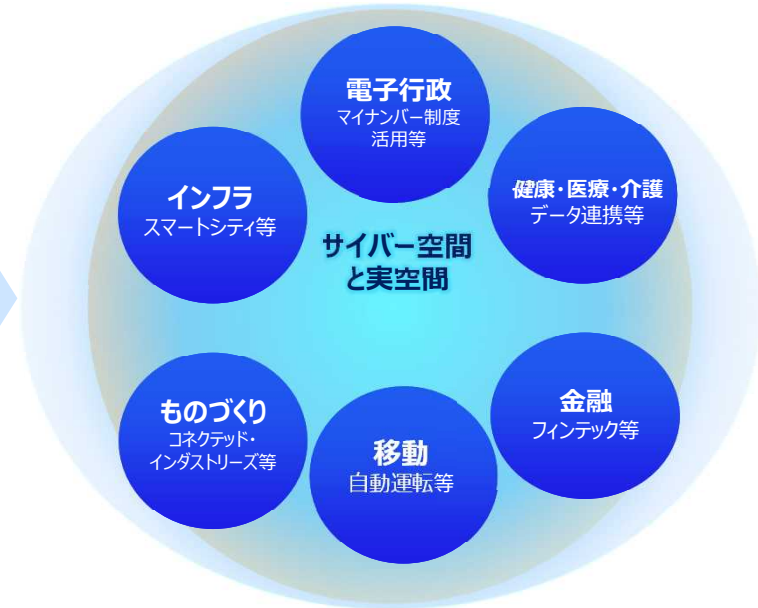 電子行政
マイナンバー制度
活用等
インフラ
スマートシティ等
健康・医療・介護
データ連携等
サイバー空間
と実空間
ものづくり
コネクテッド・
インダストリーズ等
移動
自動運転等
金融
フィンテック等